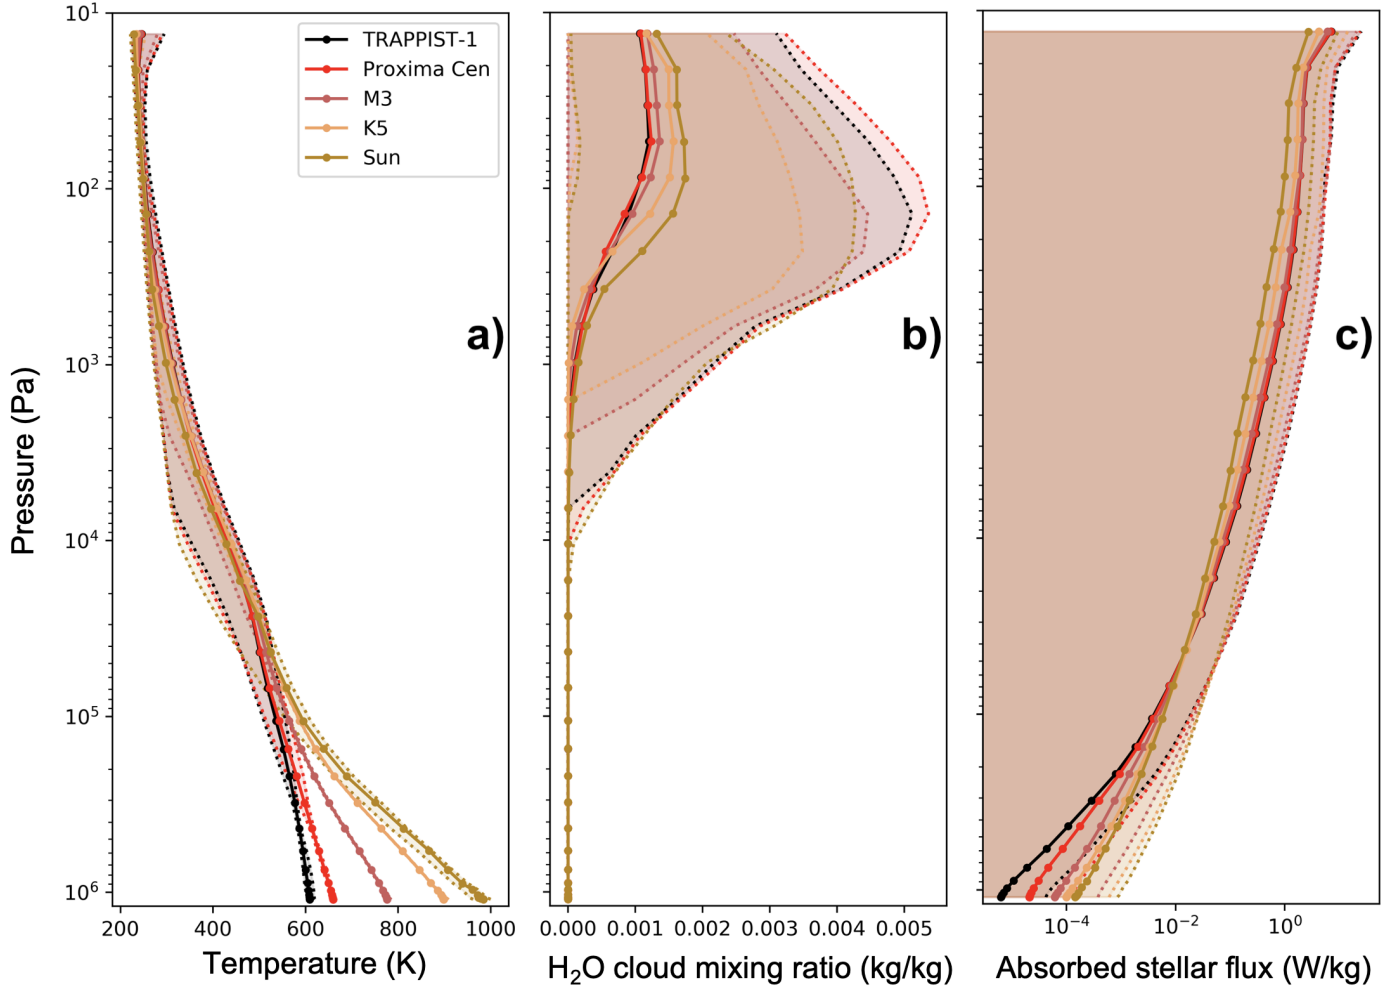 10¹
10²
10³
10⁴
10⁵
10⁶
Pressure (Pa)
TRAPPIST-1
Proxima Cen
M3
K5
Sun
a)
b)
c)
200 400 600 800 1000
0.000 0.001 0.002 0.003 0.004 0.005
10⁻⁴ 10⁻² 10⁰
Temperature (K)
H₂O cloud mixing ratio (kg/kg)
Absorbed stellar flux (W/kg)